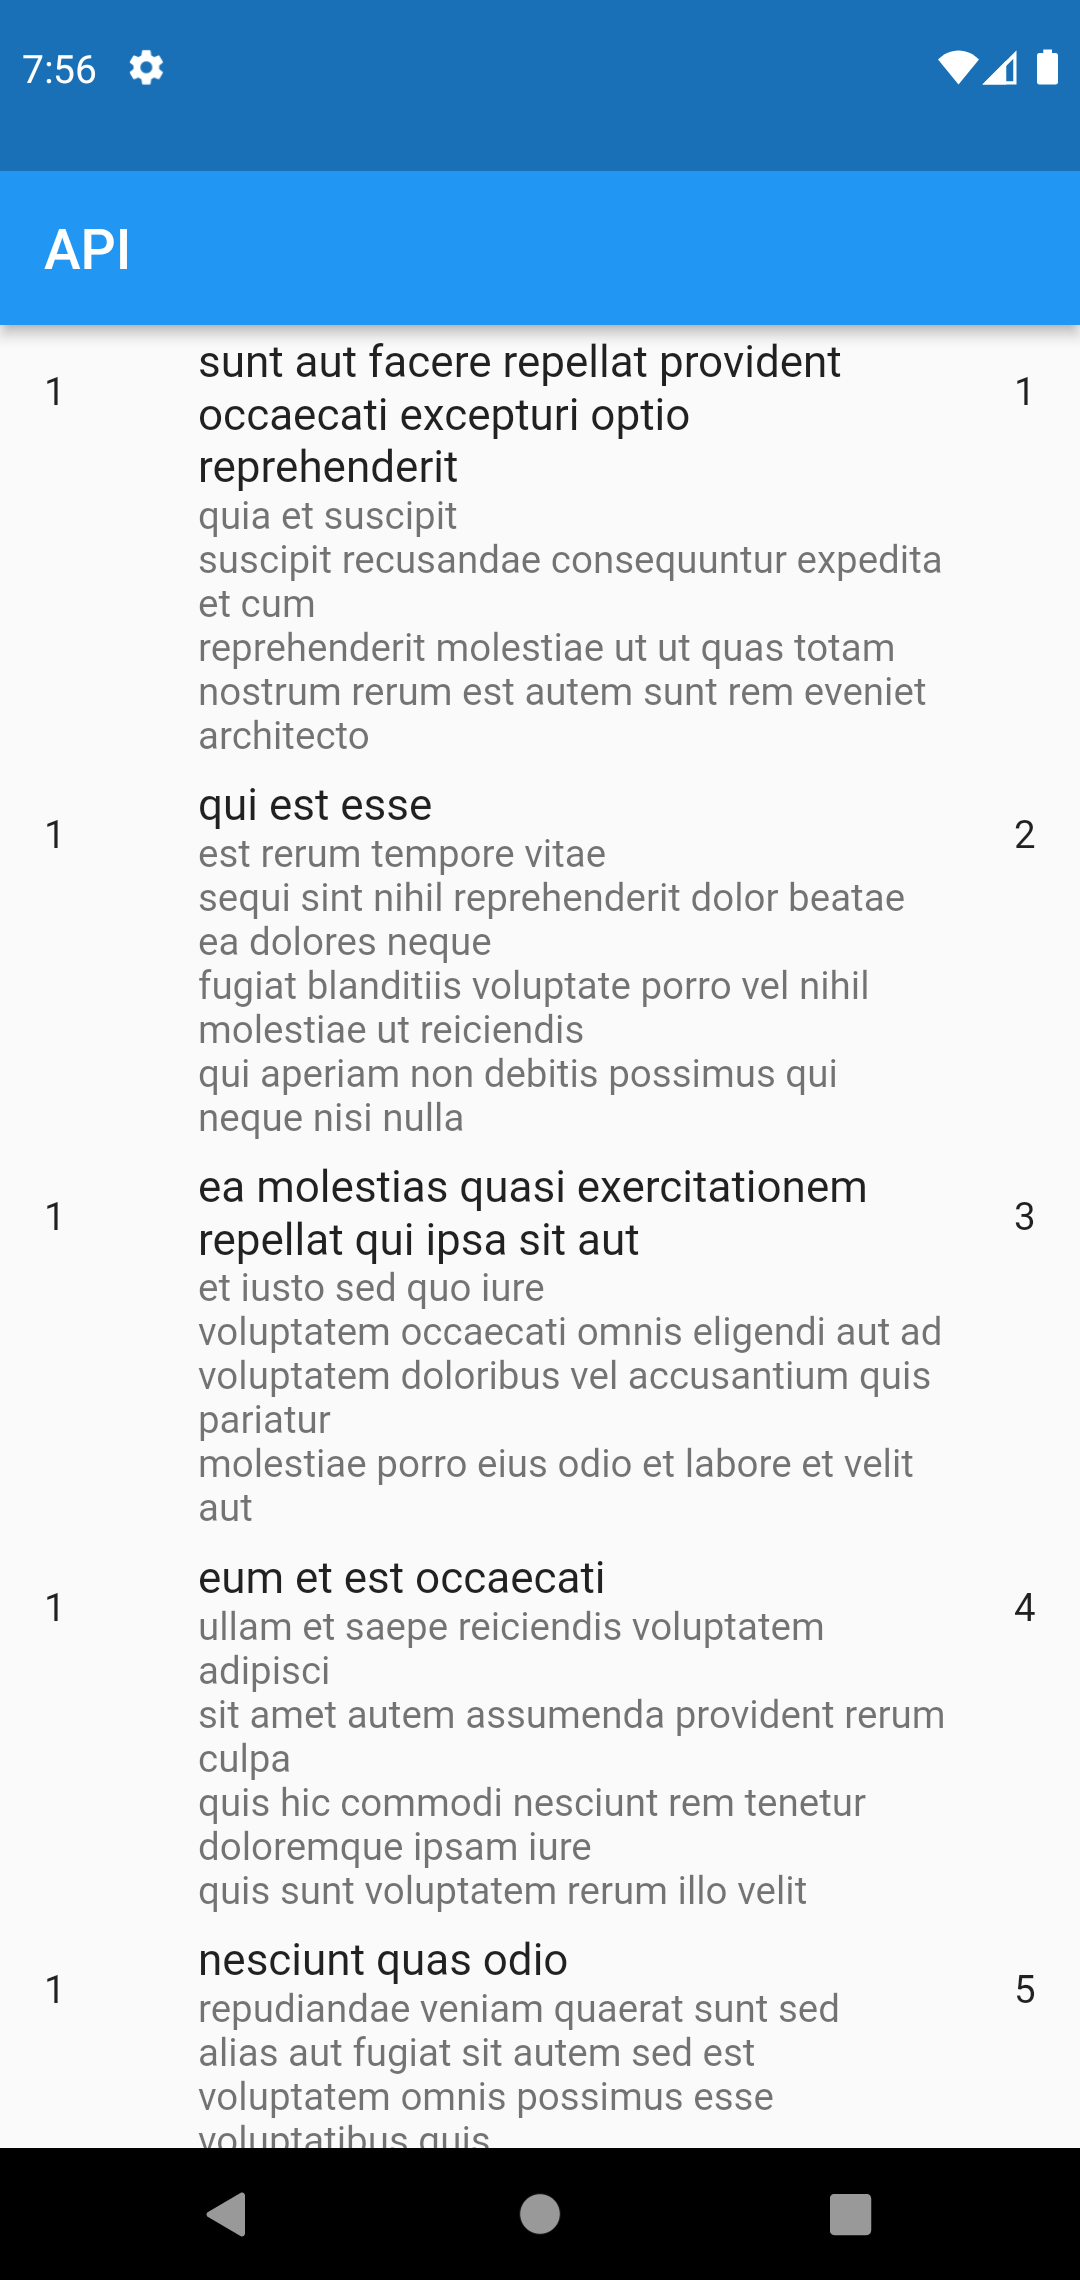 7:56
API
1
sunt aut facere repellat provident
occaecati excepturi optio
reprehenderit
1
quia et suscipit
suscipit recusandae consequuntur expedita
et cum
reprehenderit molestiae ut ut quas totam
nostrum rerum est autem sunt rem eveniet
architecto
1
qui est esse
2
est rerum tempore vitae
sequi sint nihil reprehenderit dolor beatae
ea dolores neque
fugiat blanditiis voluptate porro vel nihil
molestiae ut reiciendis
qui aperiam non debitis possimus qui
neque nisi nulla
1
ea molestias quasi exercitationem
repellat qui ipsa sit aut
3
et iusto sed quo iure
voluptatem occaecati omnis eligendi aut ad
voluptatem doloribus vel accusantium quis
pariatur
molestiae porro eius odio et labore et velit
aut
1
eum et est occaecati
4
ullam et saepe reiciendis voluptatem
adipisci
sit amet autem assumenda provident rerum
culpa
quis hic commodi nesciunt rem tenetur
doloremque ipsam iure
quis sunt voluptatem rerum illo velit
1
nesciunt quas odio
5
repudiandae veniam quaerat sunt sed
alias aut fugiat sit autem sed est
voluptatem omnis possimus esse
voluptatibus quis